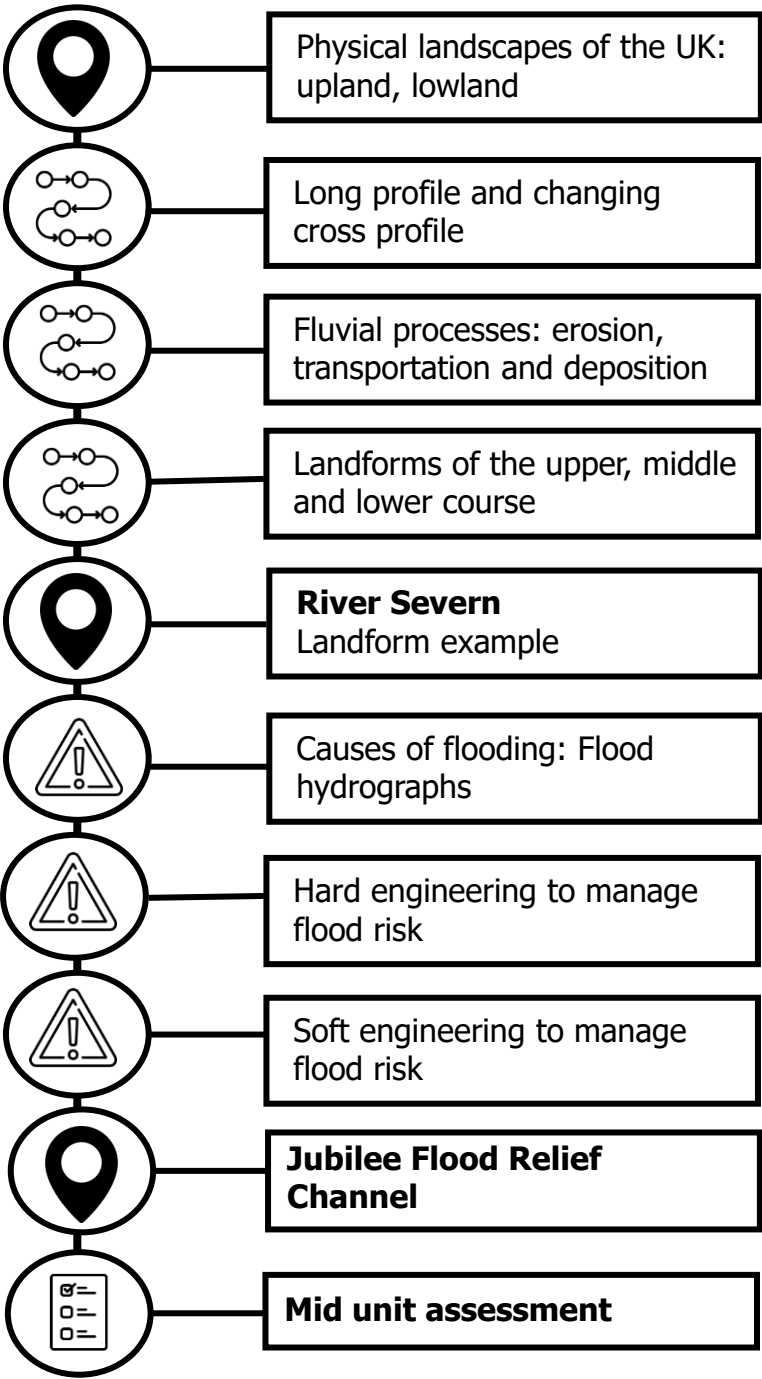 Physical landscapes of the UK:
upland, lowland
Long profile and changing
cross profile
Fluvial processes: erosion,
transportation and deposition
Landforms of the upper, middle
and lower course
River Severn
Landform example
Causes of flooding: Flood
hydrographs
Hard engineering to manage
flood risk
Soft engineering to manage
flood risk
Jubilee Flood Relief
Channel
Mid unit assessment